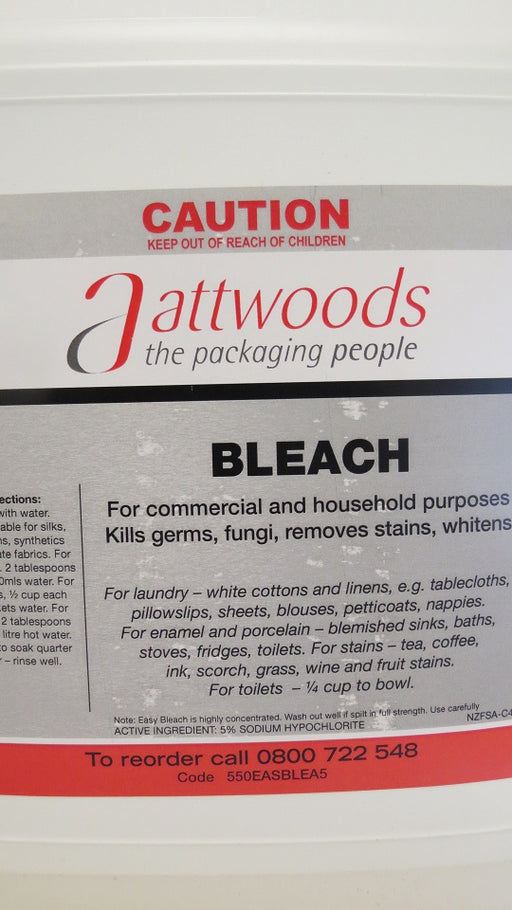 CAUTION
KEEP OUT OF REACH OF CHILDREN
attwoods
the packaging people
BLEACH
For commercial and household purposes
Kills germs, fungi, removes stains, whitens
ections:
with water.
able for silks,
ns, synthetics
te fabrics. For
. 2 tablespoons
0mls water. For
s, ½ cup each
ets water. For
2 tablespoons
litre hot water.
to soak quarter
– rinse well.
For laundry – white cottons and linens, e.g. tablecloths,
pillowslips, sheets, blouses, petticoats, nappies.
For enamel and porcelain – blemished sinks, baths,
stoves, fridges, toilets. For stains – tea, coffee,
ink, scorch, grass, wine and fruit stains.
For toilets – ¼ cup to bowl.
Note: Easy Bleach is highly concentrated. Wash out well if spilt in full strength. Use carefully
ACTIVE INGREDIENT: 5% SODIUM HYPOCHLORITE
NZFSA-C4
To reorder call 0800 722 548
Code 550EASBLEA5